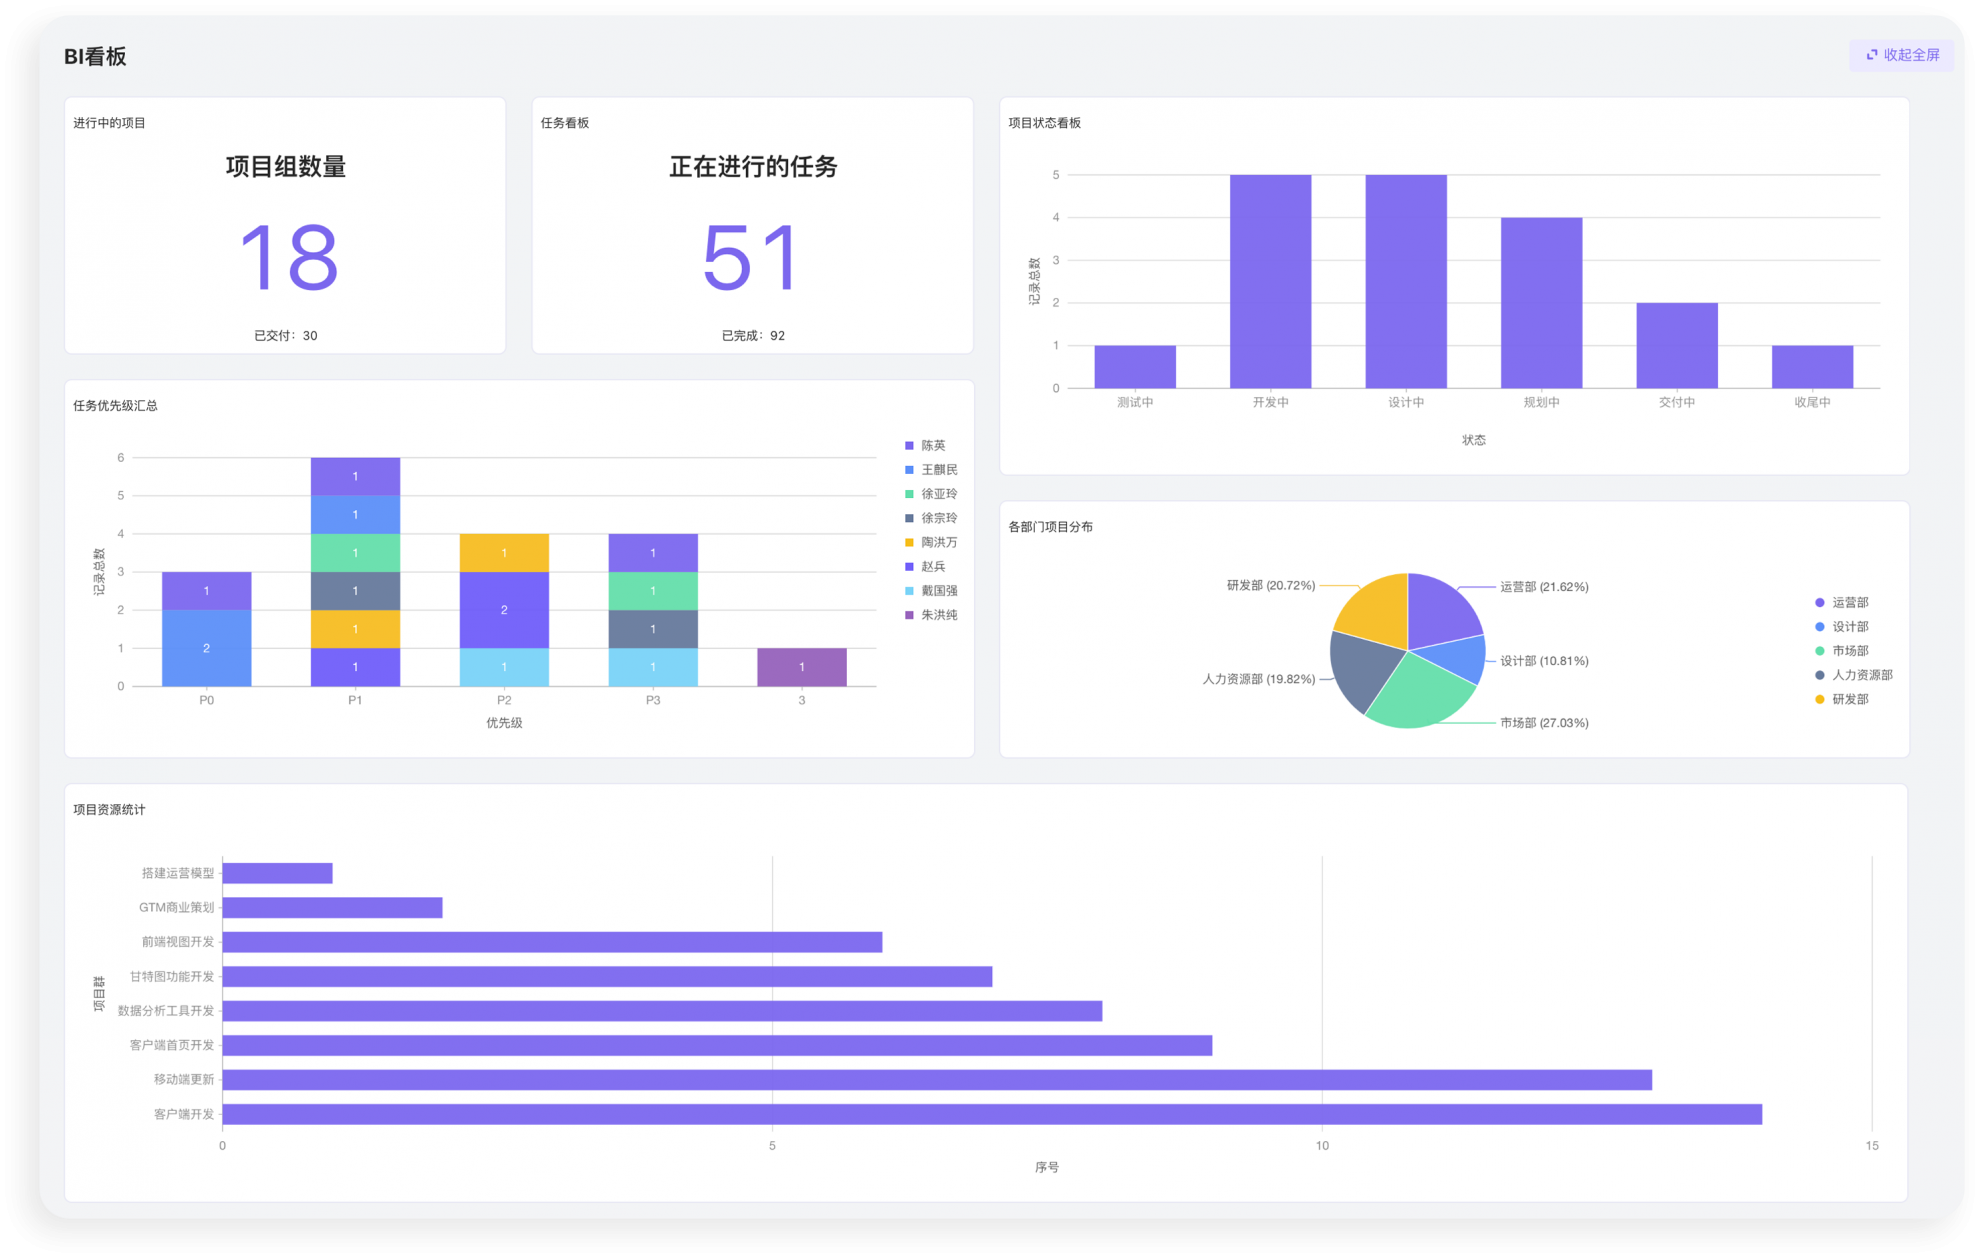 BI看板
收起全屏
进行中的项目
项目组数量
18
已交付：30
任务看板
正在进行的任务
51
已完成：92
项目状态看板
5
4
3
2
1
0
记录总数
测试中 开发中 设计中 规划中 交付中 收尾中
状态
任务优先级汇总
6
5
4
3
2
1
0
记录总数
1
2
1
1
1
1
1
1
1
2
1
1
1
1
1
1
P0 P1 P2 P3 3
优先级
陈英
王麒民
徐亚玲
徐宗玲
陶洪万
赵兵
戴国强
朱洪纯
各部门项目分布
研发部 (20.72%)
运营部 (21.62%)
设计部 (10.81%)
人力资源部 (19.82%)
市场部 (27.03%)
运营部
设计部
市场部
人力资源部
研发部
项目资源统计
项目群
搭建运营模型
GTM商业策划
前端视图开发
甘特图功能开发
数据分析工具开发
客户端首页开发
移动端更新
客户端开发
0 5 10 15
序号